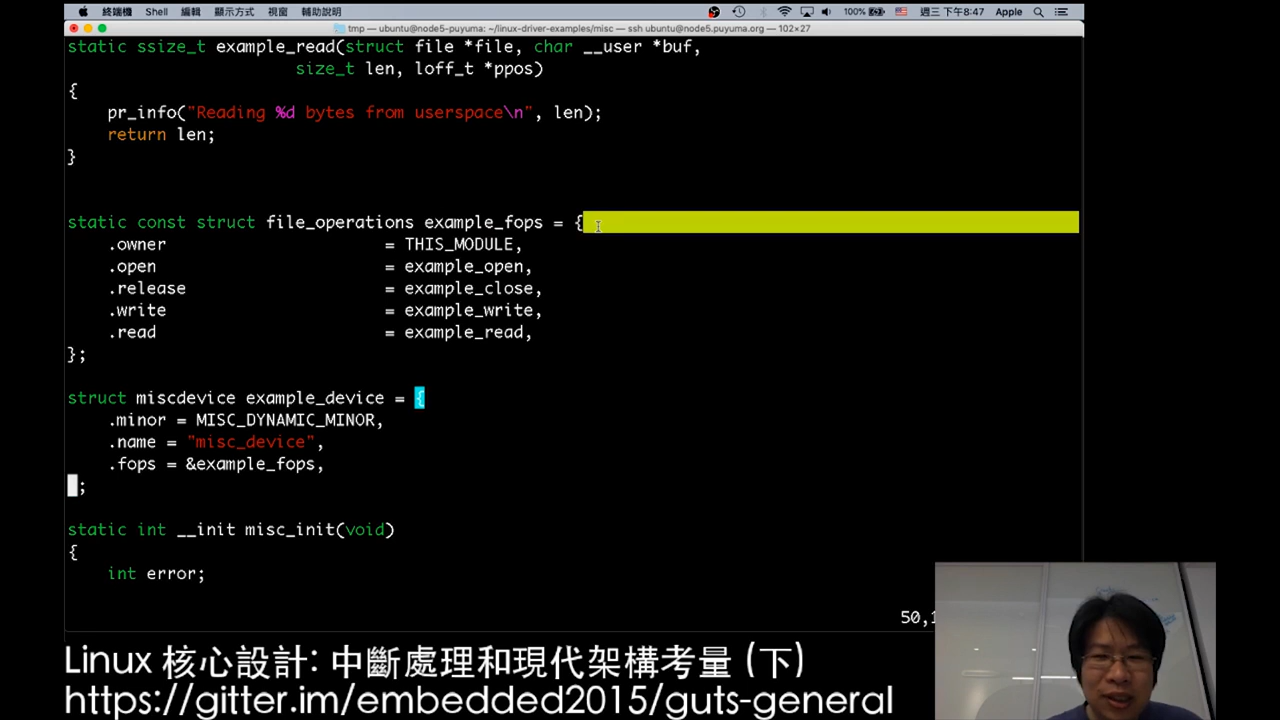 終端機 Shell 編輯 顯示方式 視窗 輔助說明 100% 週三 下午8:47 Apple
tmp — ubuntu@node5-puyuma: ~/linux-driver-examples/misc — ssh ubuntu@node5.puyuma.org — 102×27
static ssize_t example_read(struct file *file, char __user *buf,
size_t len, loff_t *ppos)
{
pr_info("Reading %d bytes from userspace\n", len);
return len;
}
static const struct file_operations example_fops = {
.owner = THIS_MODULE,
.open = example_open,
.release = example_close,
.write = example_write,
.read = example_read,
};
struct miscdevice example_device = {
.minor = MISC_DYNAMIC_MINOR,
.name = "misc_device",
.fops = &example_fops,
;
static int __init misc_init(void)
{
int error;
50,1
Linux 核心設計: 中斷處理和現代架構考量 (下)
https://gitter.im/embedded2015/guts-general